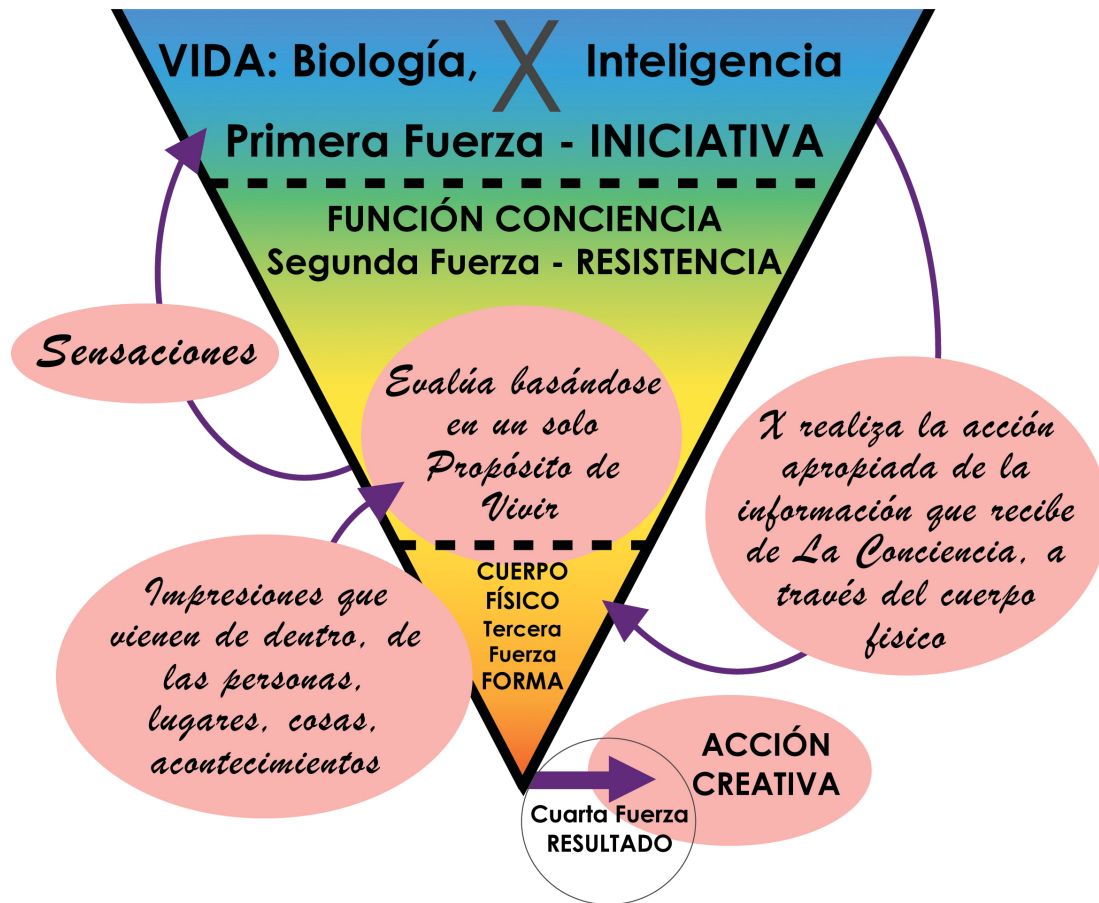 VIDA: Biología, X Inteligencia
Primera Fuerza - INICIATIVA
FUNCIÓN CONCIENCIA
Segunda Fuerza - RESISTENCIA
Sensaciones
Evalúa basándose
en un solo
Propósito de
Vivir
X realiza la acción
apropiada de la
información que recibe
de La Conciencia, a
través del cuerpo
fisico
Impresiones que
vienen de dentro, de
las personas,
lugares, cosas,
acontecimientos
CUERPO
FÍSICO
Tercera
Fuerza
FORMA
ACCIÓN
CREATIVA
Cuarta Fuerza
RESULTADO